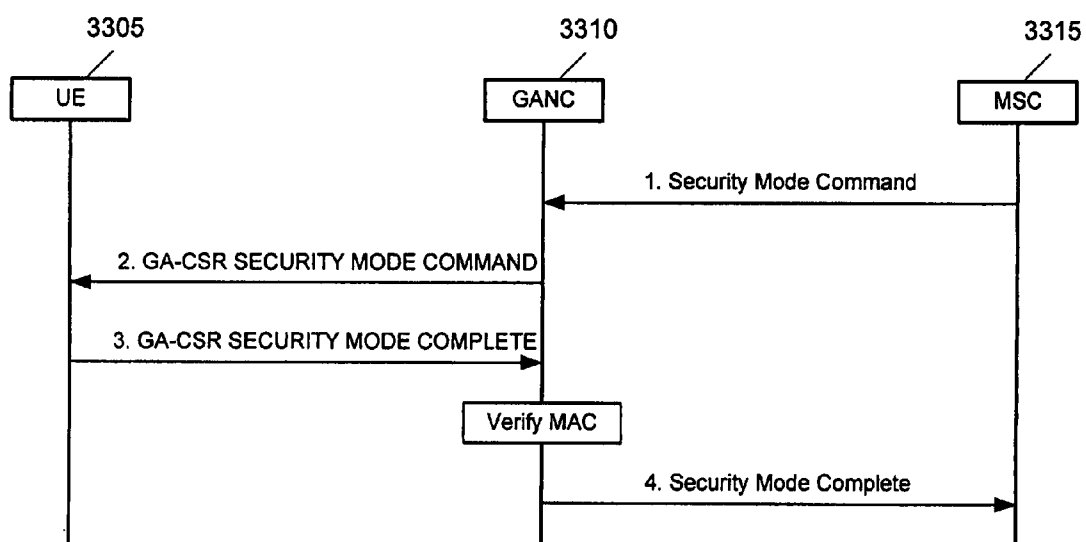 3305
3310
3315
UE
GANC
MSC
1. Security Mode Command
2. GA-CSR SECURITY MODE COMMAND
3. GA-CSR SECURITY MODE COMPLETE
Verify MAC
4. Security Mode Complete